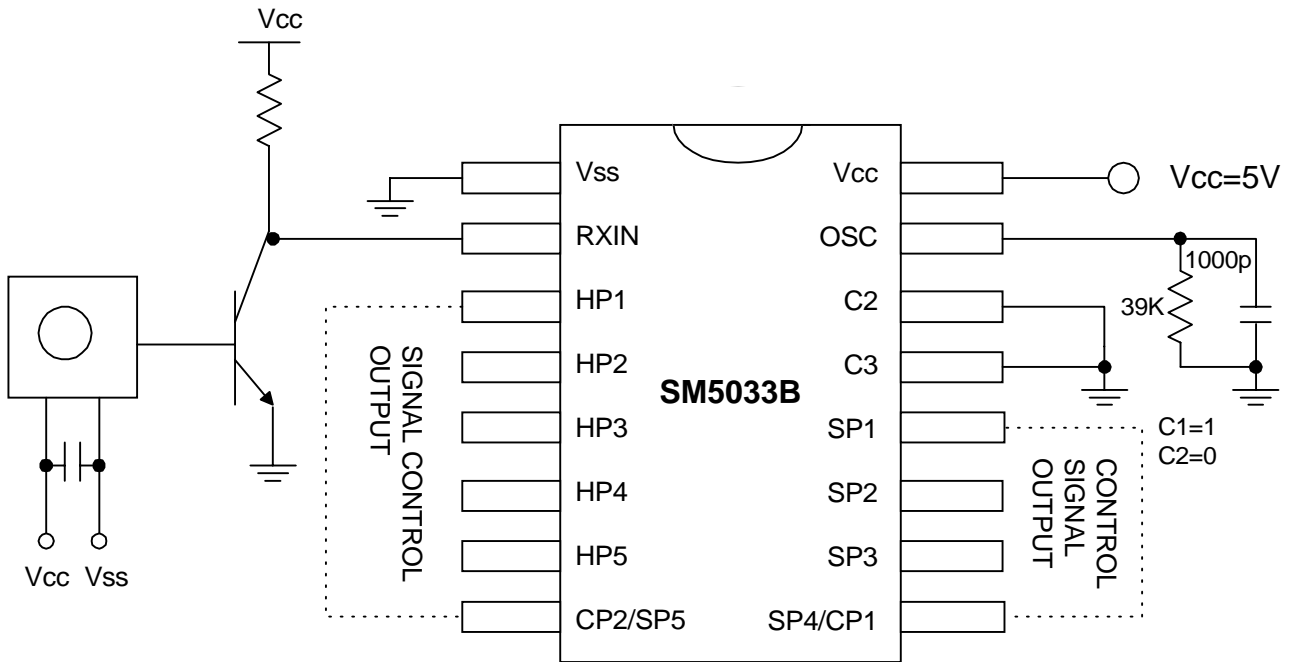 Vcc
Vss
Vcc
Vcc=5V
RXIN
OSC
1000p
HP1
C2
39K
HP2
C3
SM5033B
HP3
SP1
C1=1
C2=0
HP4
SP2
HP5
SP3
CP2/SP5
SP4/CP1
SIGNAL CONTROL
OUTPUT
CONTROL
SIGNAL
OUTPUT
Vcc
Vss